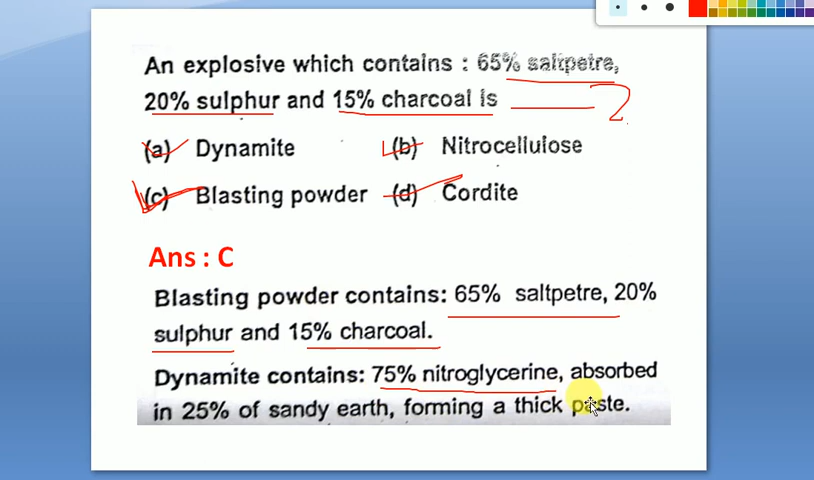 An explosive which contains : 65% saltpetre,
20% sulphur and 15% charcoal is ______ ?
(a) Dynamite (b) Nitrocellulose
(c) Blasting powder (d) Cordite
Ans : C
Blasting powder contains: 65% saltpetre, 20%
sulphur and 15% charcoal.
Dynamite contains: 75% nitroglycerine, absorbed
in 25% of sandy earth, forming a thick paste.